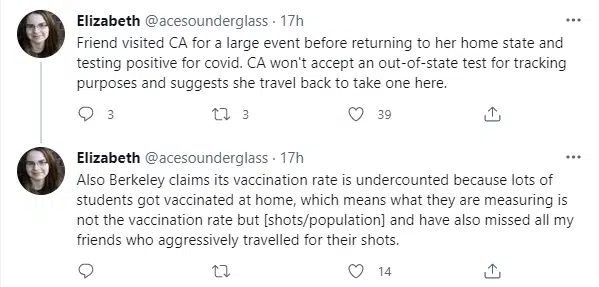 Elizabeth @acesounderglass · 17h
Friend visited CA for a large event before returning to her home state and
testing positive for covid. CA won't accept an out-of-state test for tracking
purposes and suggests she travel back to take one here.
3 3 39
Elizabeth @acesounderglass · 17h
Also Berkeley claims its vaccination rate is undercounted because lots of
students got vaccinated at home, which means what they are measuring is
not the vaccination rate but [shots/population] and have also missed all my
friends who aggressively travelled for their shots.
14